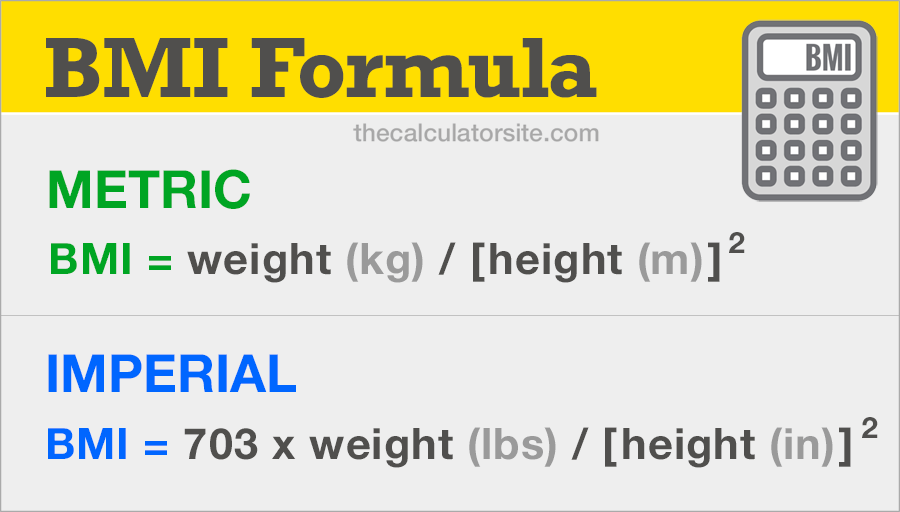 BMI Formula
BMI
thecalculatorsite.com
METRIC
BMI = weight (kg) / [height (m)]²
IMPERIAL
BMI = 703 x weight (lbs) / [height (in)]²